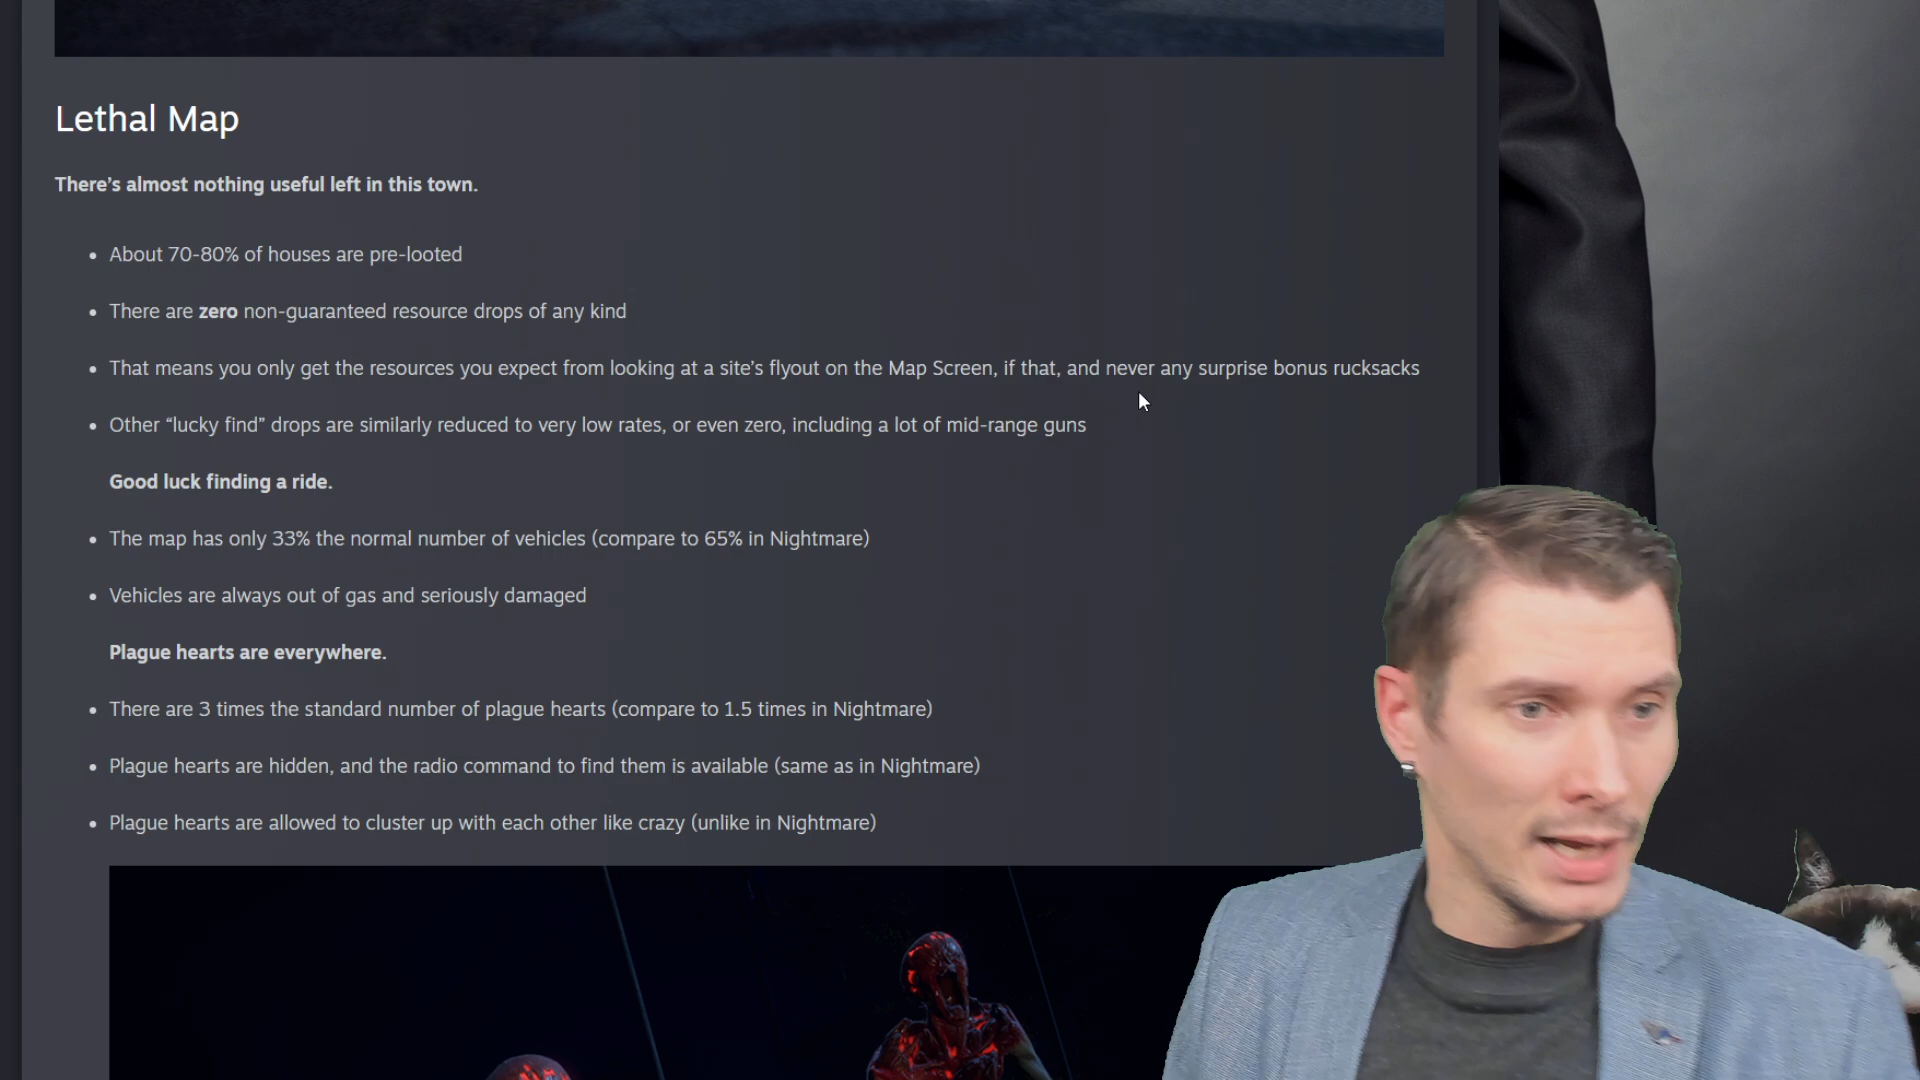 Lethal Map
There’s almost nothing useful left in this town.
• About 70-80% of houses are pre-looted
• There are zero non-guaranteed resource drops of any kind
• That means you only get the resources you expect from looking at a site’s flyout on the Map Screen, if that, and never any surprise bonus rucksacks
• Other “lucky find” drops are similarly reduced to very low rates, or even zero, including a lot of mid-range guns
Good luck finding a ride.
• The map has only 33% the normal number of vehicles (compare to 65% in Nightmare)
• Vehicles are always out of gas and seriously damaged
Plague hearts are everywhere.
• There are 3 times the standard number of plague hearts (compare to 1.5 times in Nightmare)
• Plague hearts are hidden, and the radio command to find them is available (same as in Nightmare)
• Plague hearts are allowed to cluster up with each other like crazy (unlike in Nightmare)